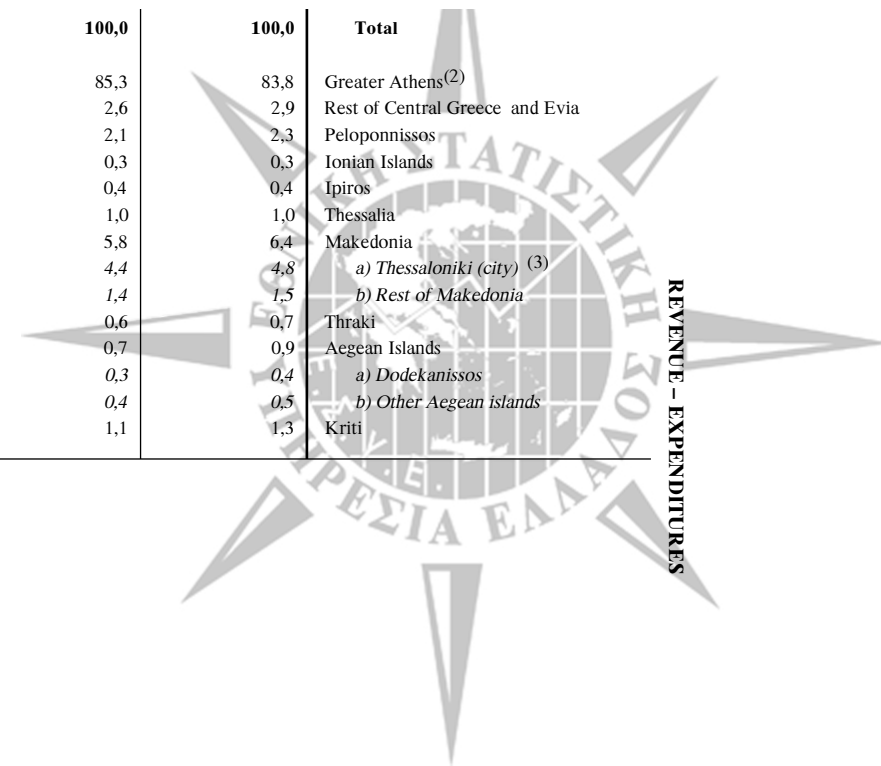 100,0 100,0 Total
85,3 83,8 Greater Athens(2)
2,6 2,9 Rest of Central Greece and Evia
2,1 2,3 Peloponnissos
0,3 0,3 Ionian Islands
0,4 0,4 Ipiros
1,0 1,0 Thessalia
5,8 6,4 Makedonia
4,4 4,8 a) Thessaloniki (city) (3)
1,4 1,5 b) Rest of Makedonia
0,6 0,7 Thraki
0,7 0,9 Aegean Islands
0,3 0,4 a) Dodekanissos
0,4 0,5 b) Other Aegean islands
1,1 1,3 Kriti
REVENUE – EXPENDITURES
ΕΘΝΙΚΗ ΣΤΑΤΙΣΤΙΚΗ
ΥΠΗΡΕΣΙΑ ΕΛΛΑΔΟΣ
Ε.Σ.Υ.Ε.